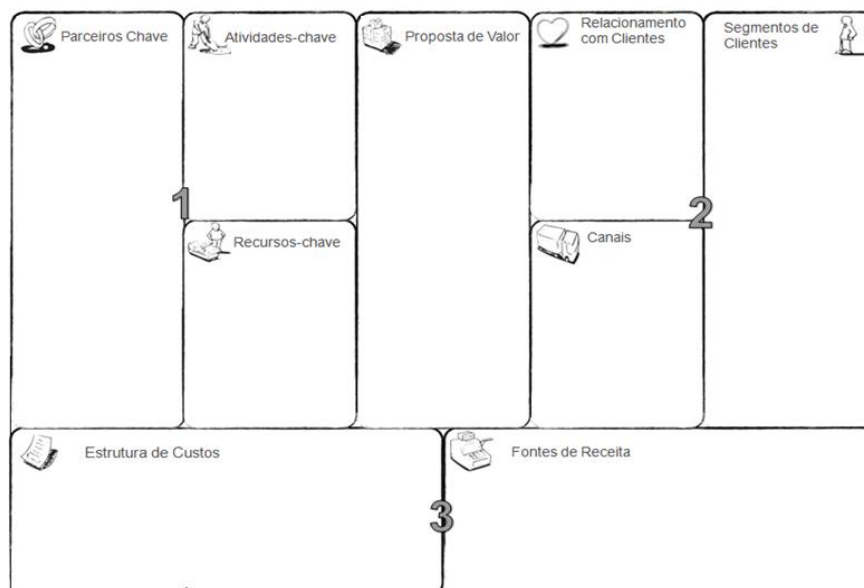 Parceiros Chave
Atividades-chave
Proposta de Valor
Relacionamento
com Clientes
Segmentos de
Clientes
1
2
Recursos-chave
Canais
Estrutura de Custos
Fontes de Receita
3